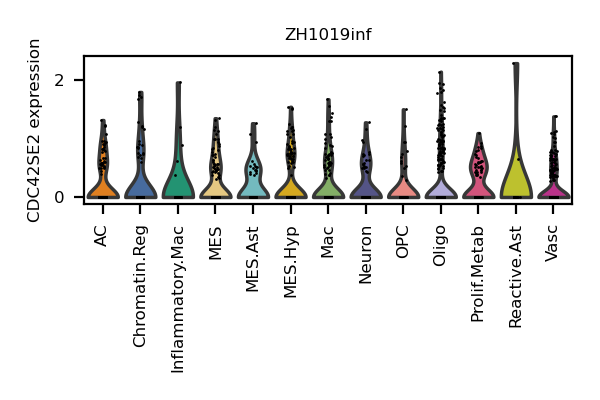 ZH1019inf
CDC42SE2 expression
2
0
AC
Chromatin.Reg
Inflammatory.Mac
MES
MES.Ast
MES.Hyp
Mac
Neuron
OPC
Oligo
Prolif.Metab
Reactive.Ast
Vasc